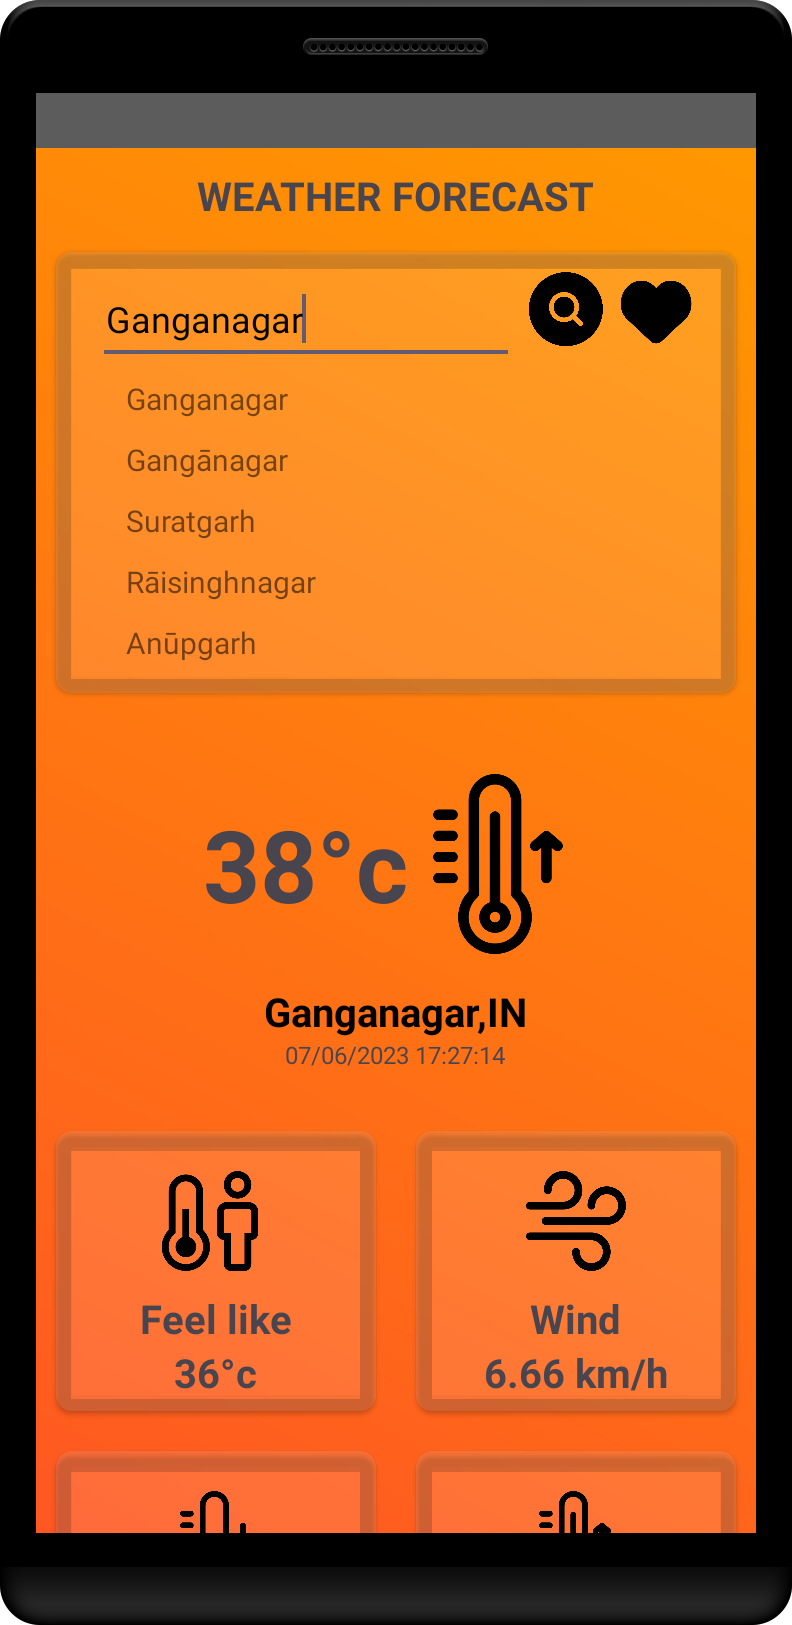 WEATHER FORECAST
Ganganagar
Ganganagar
Gangānagar
Suratgarh
Rāisinghnagar
Anūpgarh
38°c
Ganganagar,IN
07/06/2023 17:27:14
Feel like
36°c
Wind
6.66 km/h